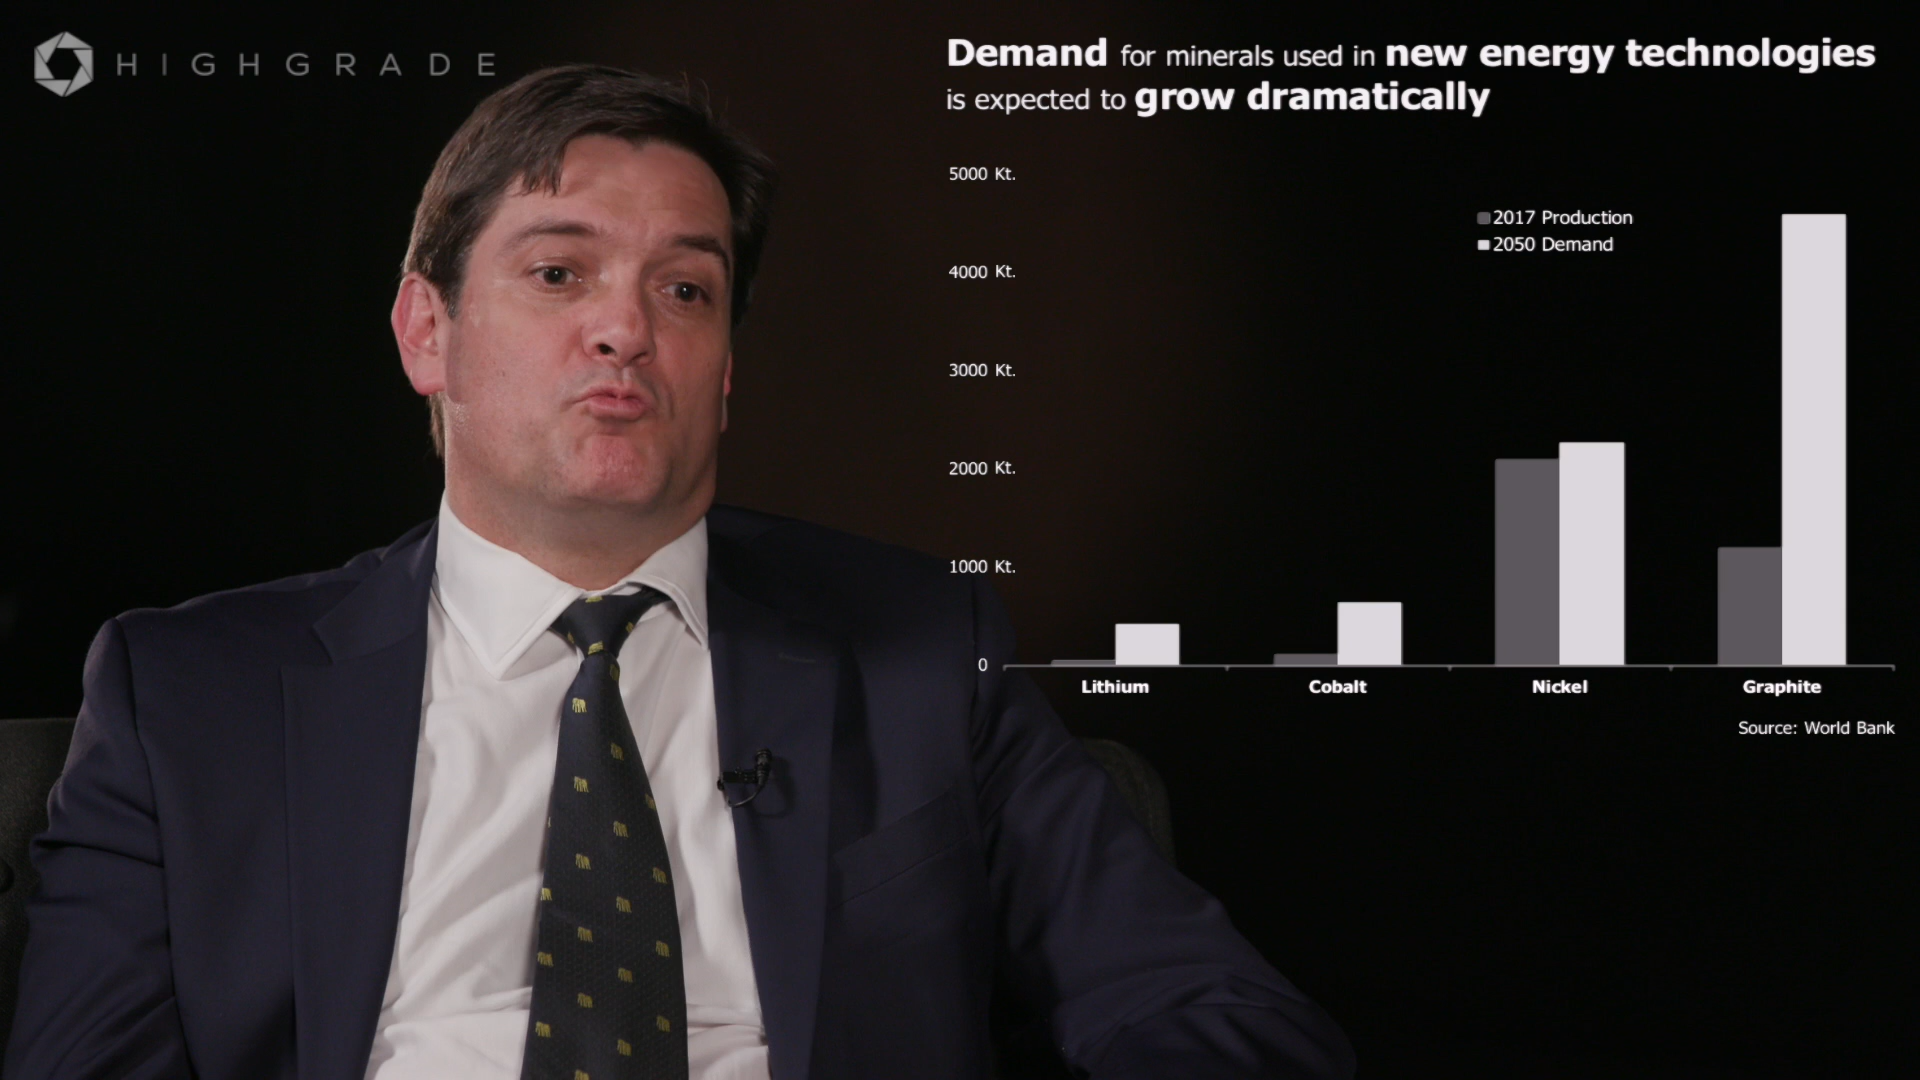 HIGHGRADE
Demand for minerals used in new energy technologies
is expected to grow dramatically
5000 Kt.
4000 Kt.
3000 Kt.
2000 Kt.
1000 Kt.
0
2017 Production
2050 Demand
Lithium
Cobalt
Nickel
Graphite
Source: World Bank